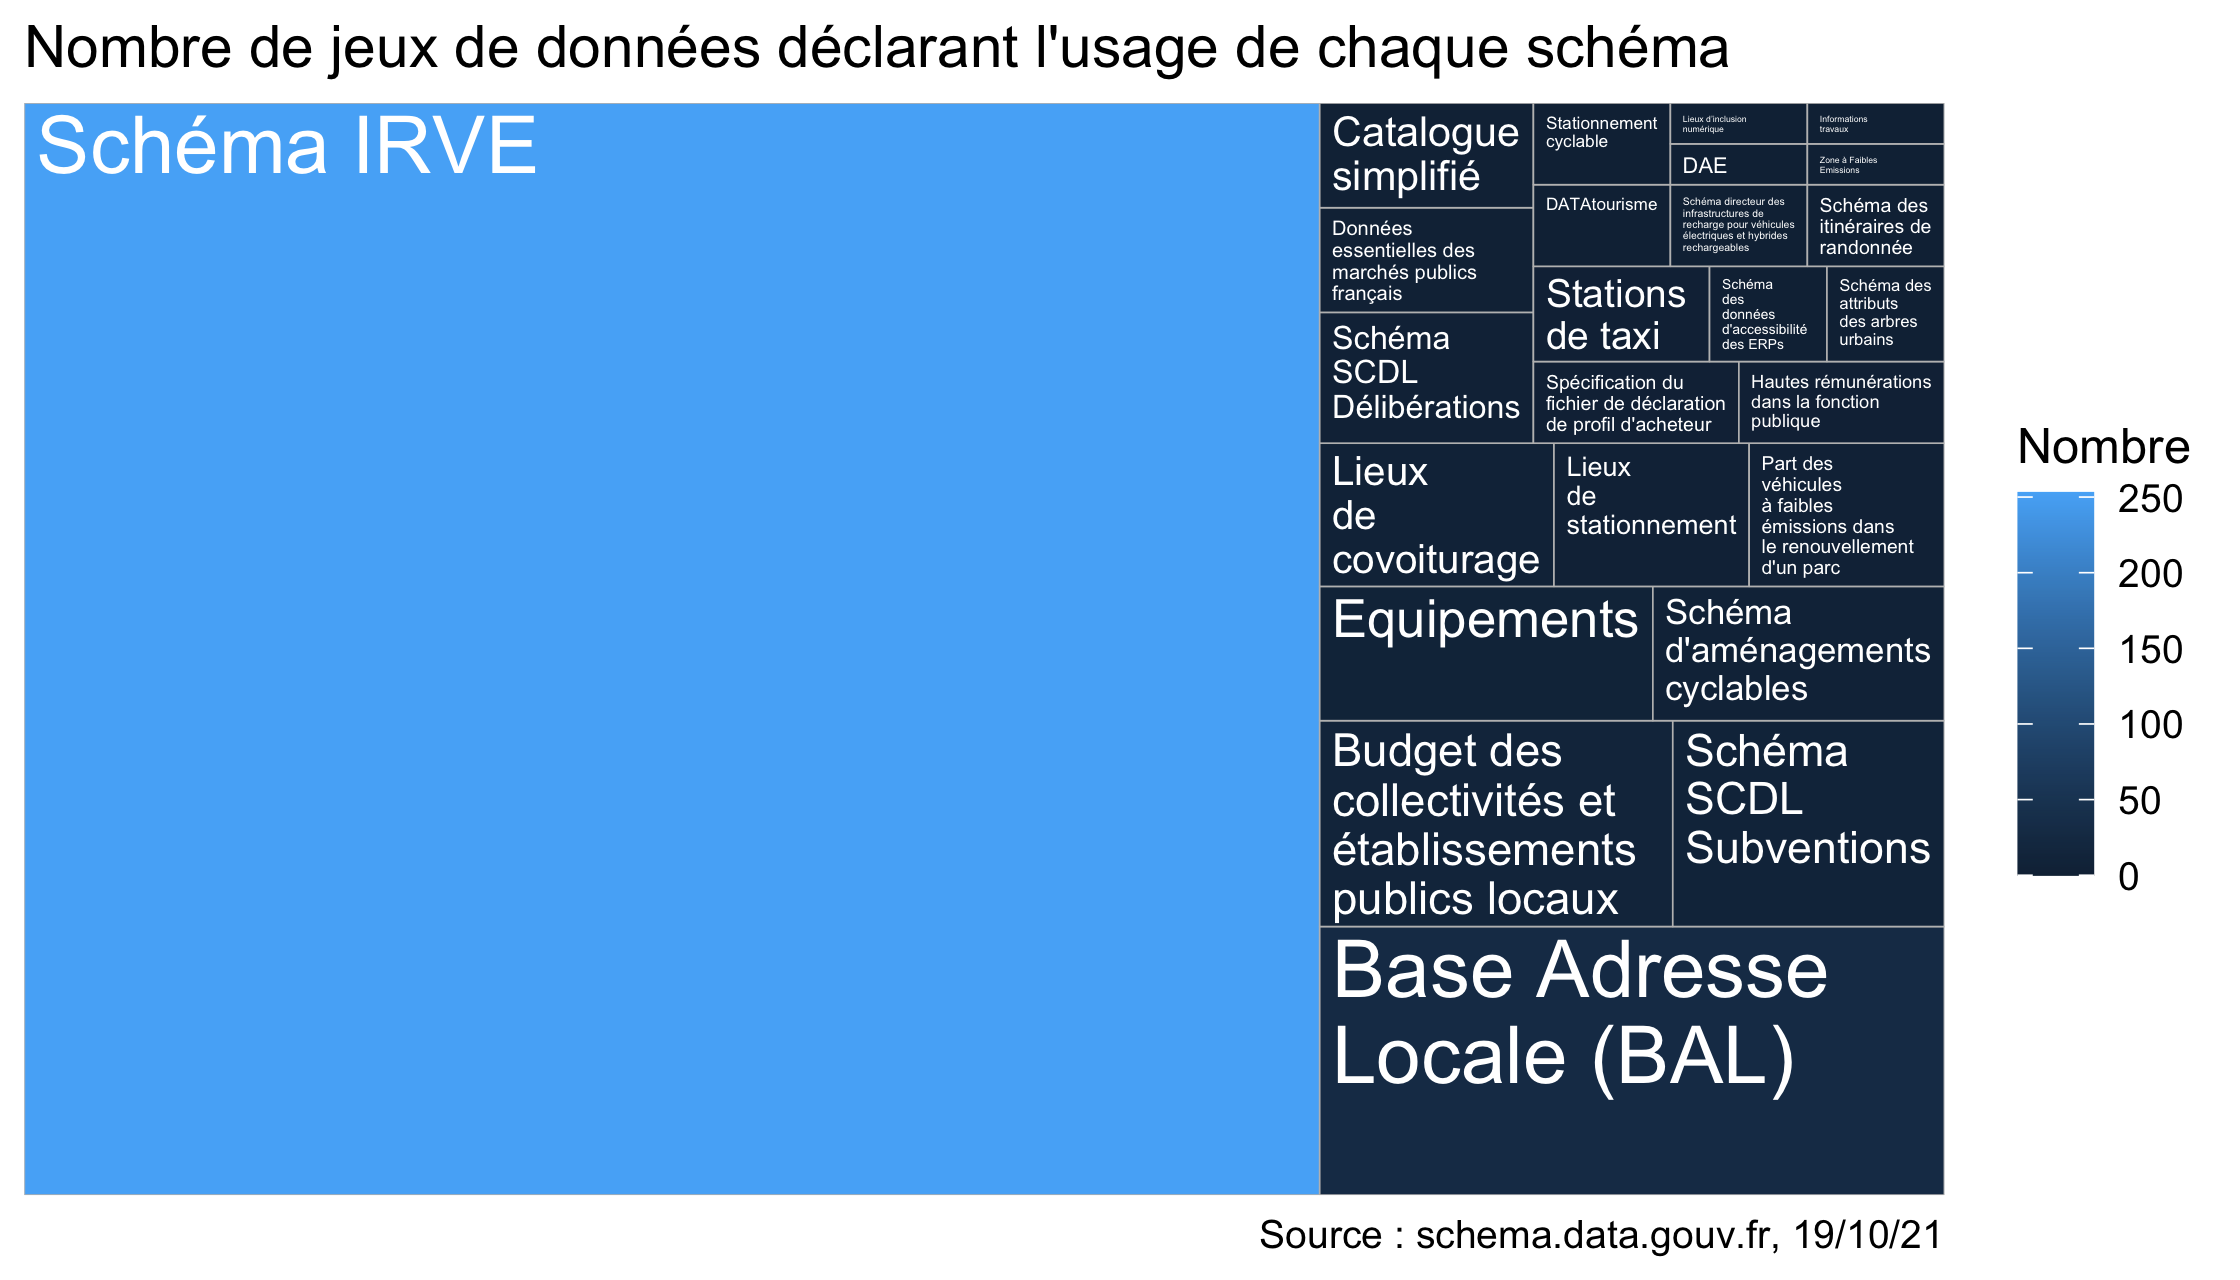 Nombre de jeux de données déclarant l'usage de chaque schéma
Schéma IRVE
Catalogue
simplifié
Stationnement
cyclable
Lieux d'inclusion
numérique
Informations
travaux
DAE
Zone à Faibles
Emissions
Données
essentielles des
marchés publics
français
DATAtourisme
Schéma directeur des
infrastructures de
recharge pour véhicules
électriques et hybrides
rechargeables
Schéma des
itinéraires de
randonnée
Schéma
SCDL
Délibérations
Stations
de taxi
Schéma
des
données
d'accessibilité
des ERPs
Schéma des
attributs
des arbres
urbains
Spécification du
fichier de déclaration
de profil d'acheteur
Hautes rémunérations
dans la fonction
publique
Lieux
de
covoiturage
Lieux
de
stationnement
Part des
véhicules
à faibles
émissions dans
le renouvellement
d'un parc
Equipements
Schéma
d'aménagements
cyclables
Budget des
collectivités et
établissements
publics locaux
Schéma
SCDL
Subventions
Base Adresse
Locale (BAL)
Nombre
250
200
150
100
50
0
Source : schema.data.gouv.fr, 19/10/21